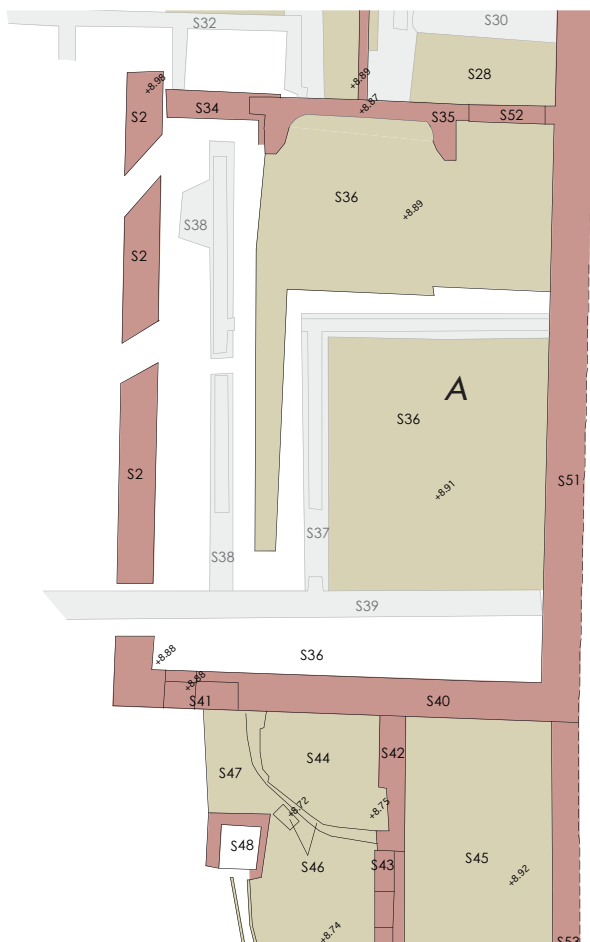 S32
S30
S28
+8.98
+8.89
+8.87
S2
S34
S35
S52
S36
+8.89
S38
S2
A
S36
S2
+8.91
S51
S37
S38
S39
+8.88
S36
+8.88
S41
S40
S42
S44
S47
+8.72
+8.75
S48
S46
S43
S45
+8.92
+8.74
S53